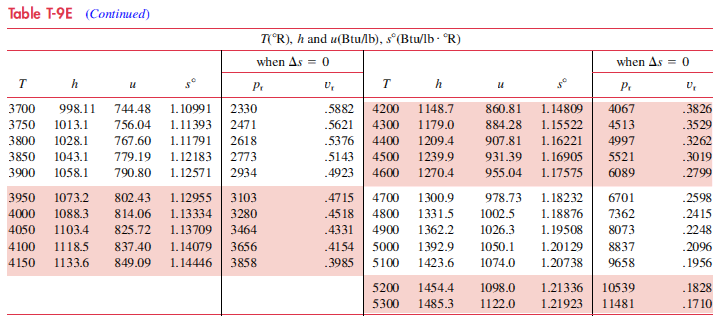 Table T-9E (Continued)
T(°R), h and u(Btu/lb), s°(Btu/lb · °R)
when Δs = 0 when Δs = 0
T h u s° pᵣ vᵣ T h u s° pᵣ vᵣ
3700 998.11 744.48 1.10991 2330 .5882 4200 1148.7 860.81 1.14809 4067 .3826
3750 1013.1 756.04 1.11393 2471 .5621 4300 1179.0 884.28 1.15522 4513 .3529
3800 1028.1 767.60 1.11791 2618 .5376 4400 1209.4 907.81 1.16221 4997 .3262
3850 1043.1 779.19 1.12183 2773 .5143 4500 1239.9 931.39 1.16905 5521 .3019
3900 1058.1 790.80 1.12571 2934 .4923 4600 1270.4 955.04 1.17575 6089 .2799
3950 1073.2 802.43 1.12955 3103 .4715 4700 1300.9 978.73 1.18232 6701 .2598
4000 1088.3 814.06 1.13334 3280 .4518 4800 1331.5 1002.5 1.18876 7362 .2415
4050 1103.4 825.72 1.13709 3464 .4331 4900 1362.2 1026.3 1.19508 8073 .2248
4100 1118.5 837.40 1.14079 3656 .4154 5000 1392.9 1050.1 1.20129 8837 .2096
4150 1133.6 849.09 1.14446 3858 .3985 5100 1423.6 1074.0 1.20738 9658 .1956
5200 1454.4 1098.0 1.21336 10539 .1828
5300 1485.3 1122.0 1.21923 11481 .1710